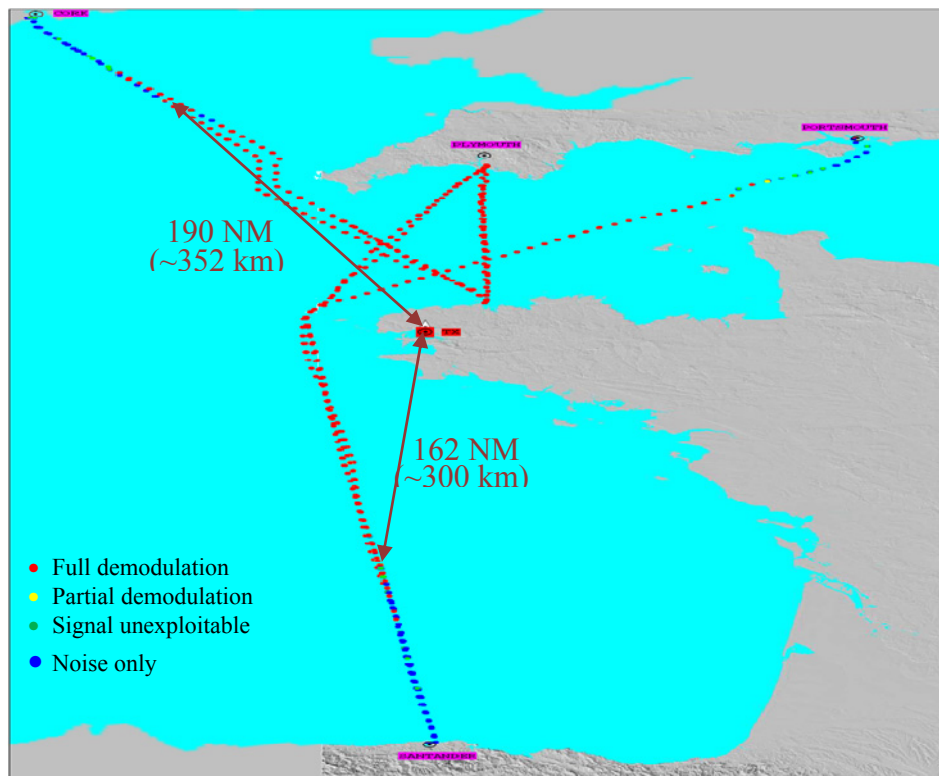 CORK
PORTSMOUTH
PLYMOUTH
190 NM
(~352 km)
TX
162 NM
(~300 km)
Full demodulation
Partial demodulation
Signal unexploitable
Noise only
SANTANDER